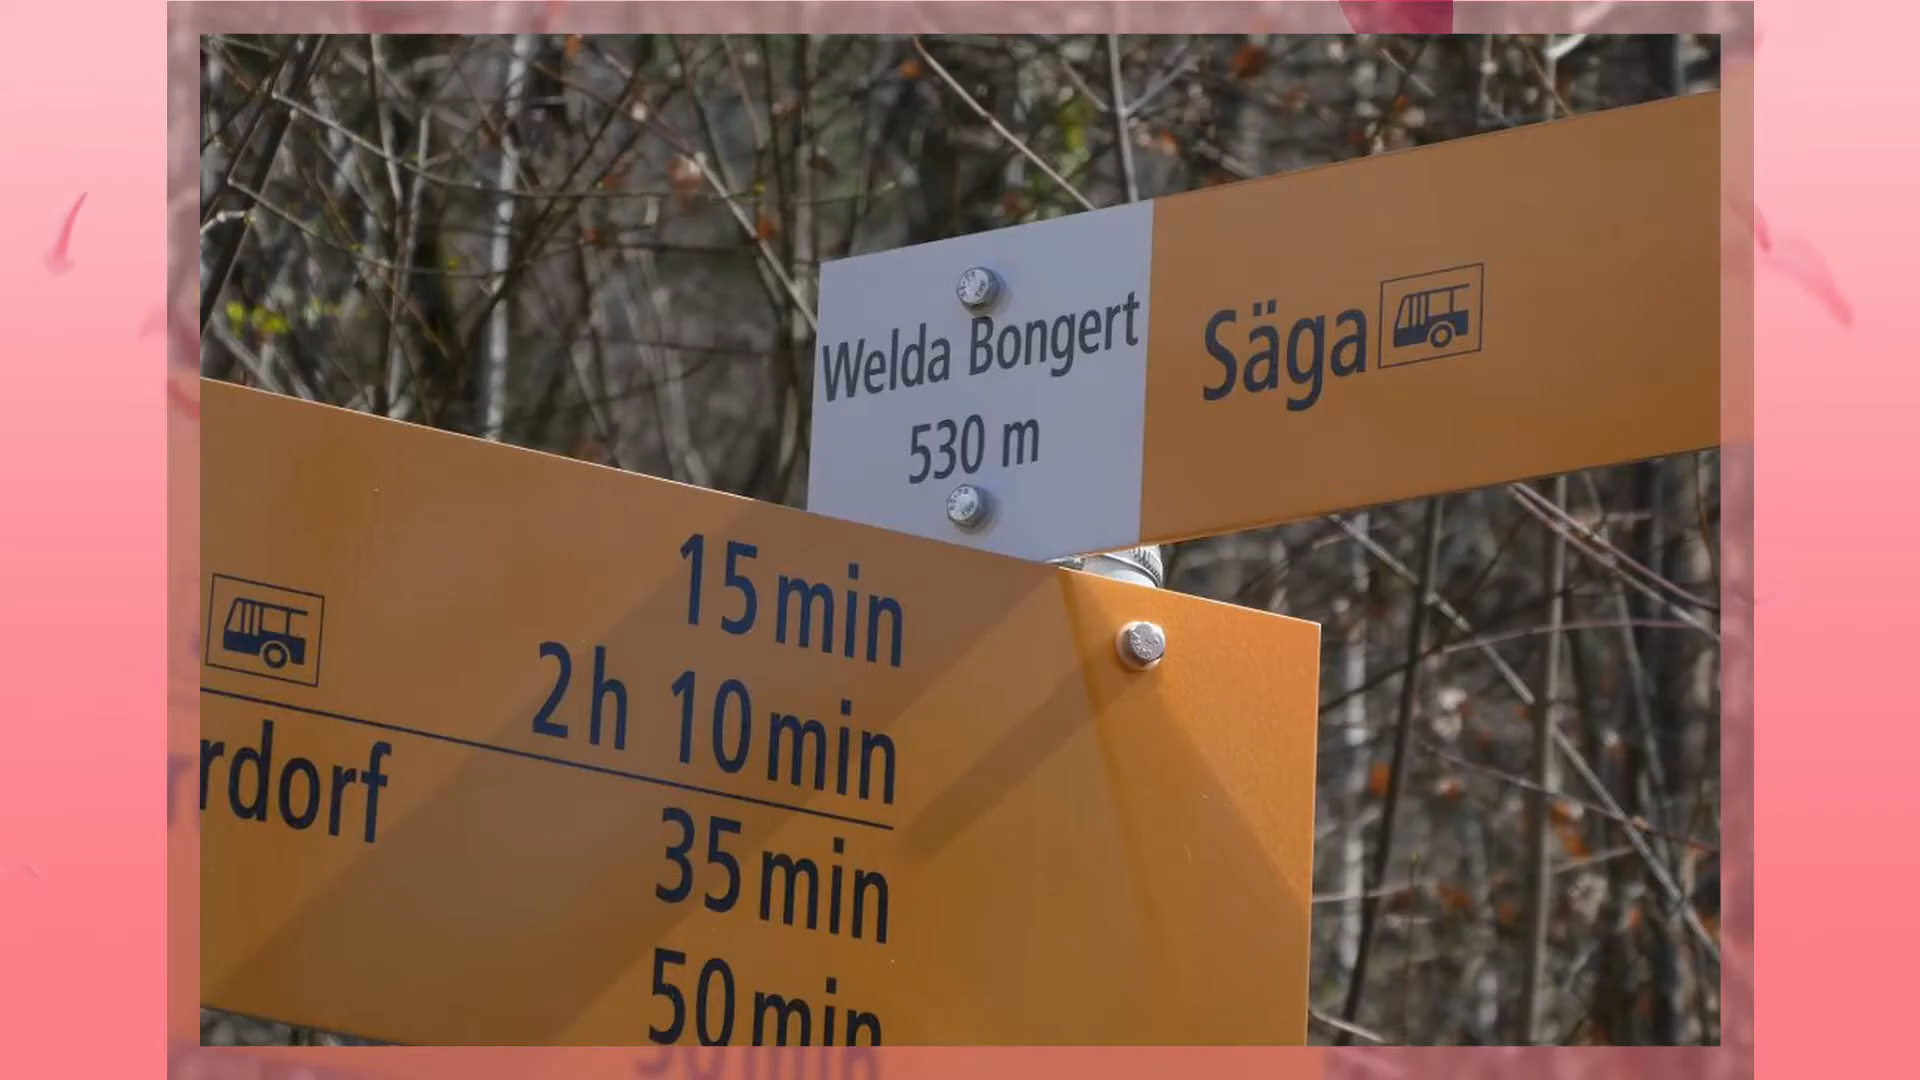 Welda Bongert
530 m
Säga
15 min
2 h 10 min
rdorf
35 min
50 min